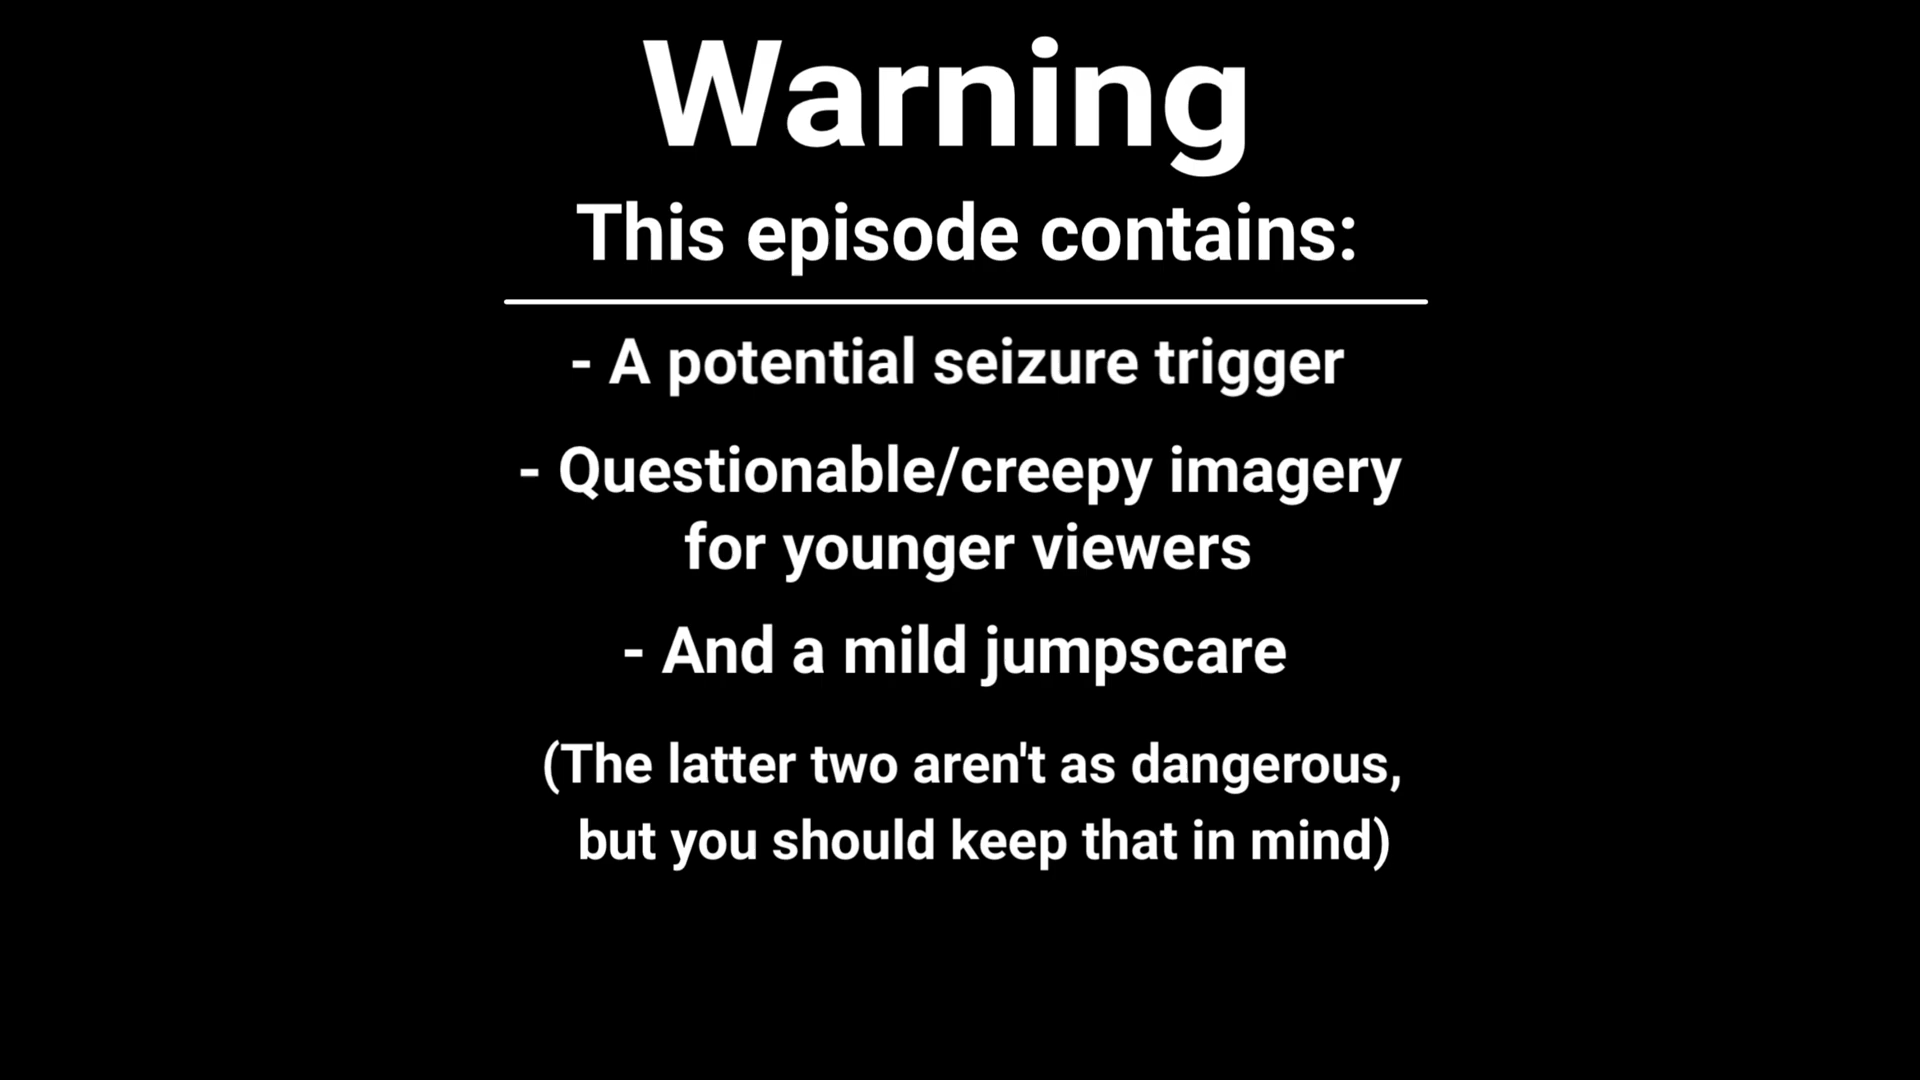 Warning
This episode contains:
- A potential seizure trigger
- Questionable/creepy imagery
for younger viewers
- And a mild jumpscare
(The latter two aren't as dangerous,
but you should keep that in mind)